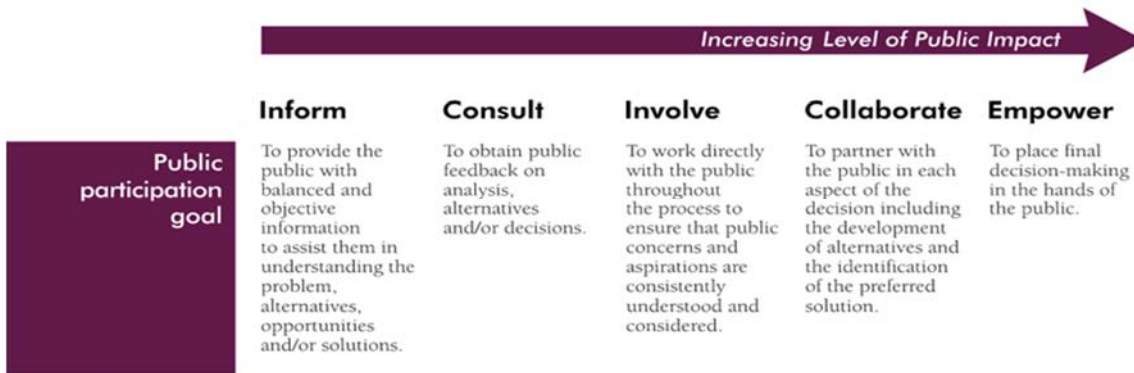 Increasing Level of Public Impact
Public
participation
goal
Inform
To provide the
public with
balanced and
objective
information
to assist them in
understanding the
problem,
alternatives,
opportunities
and/or solutions.
Consult
To obtain public
feedback on
analysis,
alternatives
and/or decisions.
Involve
To work directly
with the public
throughout
the process to
ensure that public
concerns and
aspirations are
consistently
understood and
considered.
Collaborate
To partner with
the public in each
aspect of the
decision including
the development
of alternatives and
the identification
of the preferred
solution.
Empower
To place final
decision-making
in the hands of
the public.